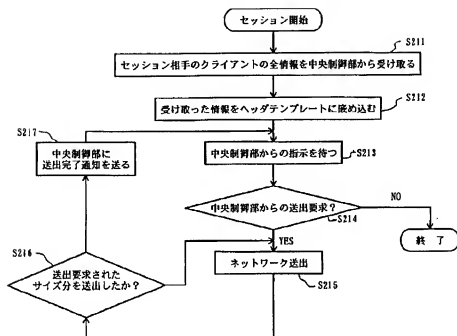 セッション開始
S211
セッション相手のクライアントの全情報を中央制御部から受け取る
受け取った情報をヘッダテンプレートに嵌め込む
S212
S217
中央制御部に
送出完了通知を送る
中央制御部からの指示を待つ
S213
中央制御部からの送出要求?
NO
S214
YES
終 了
S216
送出要求された
サイズ分を送出したか?
ネットワーク送出
S215